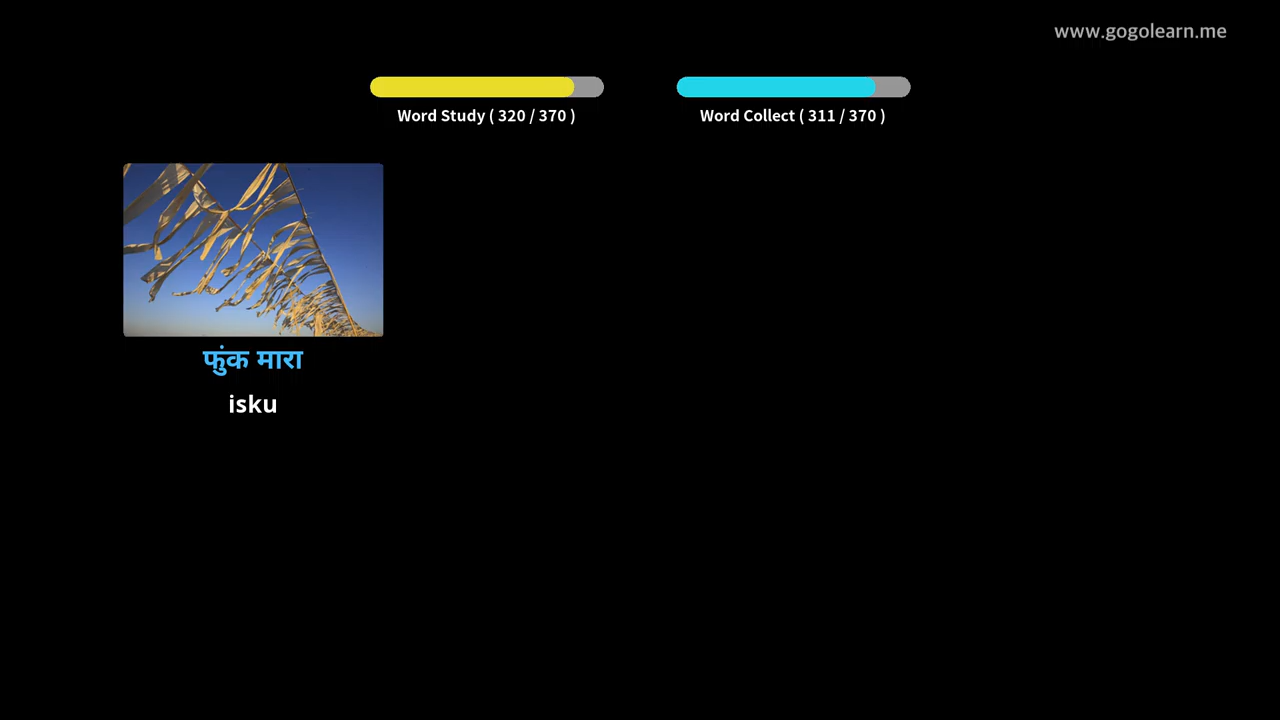 www.gogolearn.me
Word Study ( 320 / 370 )
Word Collect ( 311 / 370 )
फुंक मारा
isku